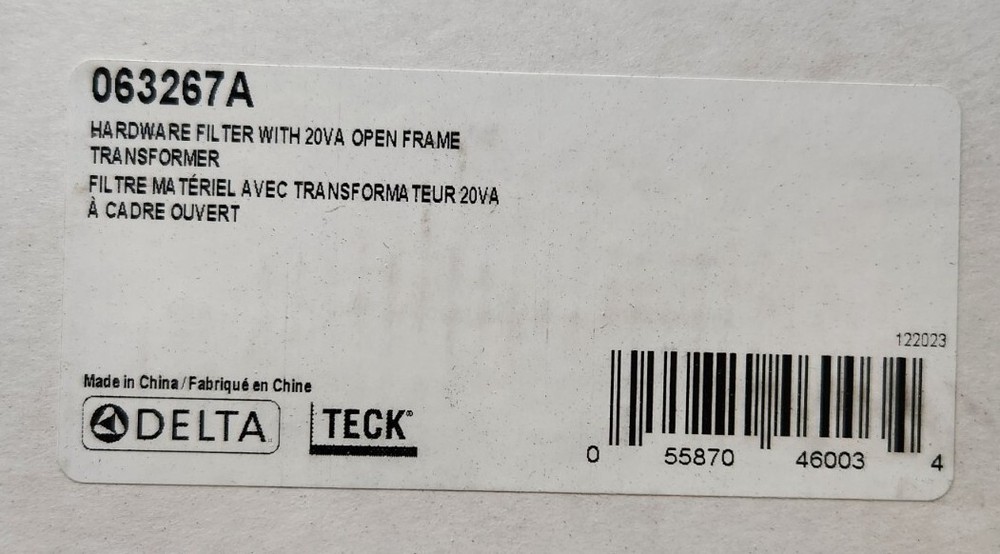 063267A
HARDWARE FILTER WITH 20VA OPEN FRAME
TRANSFORMER
FILTRE MATÉRIEL AVEC TRANSFORMATEUR 20VA
À CADRE OUVERT
122023
Made in China / Fabriqué en Chine
DELTA TECK®
0 55870 46003 4